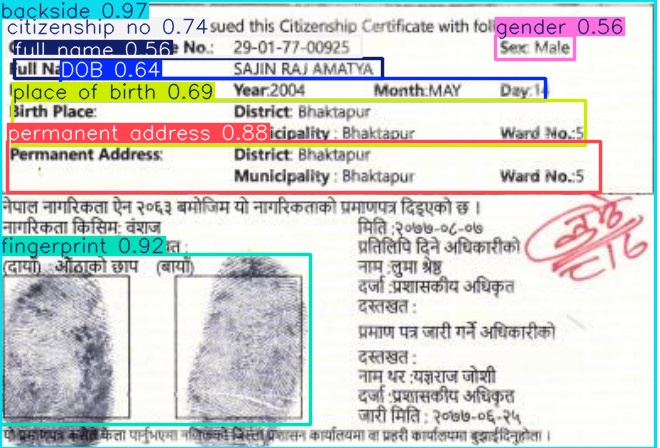 backside 0.97
citizenship no 0.74 sued this Citizenship Certificate with foll gender 0.56
full name 0.56 e No.: 29-01-77-00925 Sex: Male
Full Na DOB 0.64 SAJIN RAJ AMATYA
place of birth 0.69 Year:2004 Month:MAY Day:14
Birth Place: District: Bhaktapur
permanent address 0.88 icipality : Bhaktapur Ward No.:5
Permanent Address: District: Bhaktapur
Municipality : Bhaktapur Ward No.:5
नेपाल नागरिकता ऐन २०६३ बमोजिम यो नागरिकताको प्रमाणपत्र दिइएको छ ।
नागरिकता किसिम: वंशज मिति :२०७७-०८-०७
fingerprint 0.92 त : प्रतिलिपि दिने अधिकारीको
(दायाँ) औंठाको छाप (बायाँ) नाम :लुमा श्रेष्ठ
दर्जा :प्रशासकीय अधिकृत
दस्तखत :
प्रमाण पत्र जारी गर्ने अधिकारीको
दस्तखत :
नाम थर :यज्ञराज जोशी
दर्जा :प्रशासकीय अधिकृत
जारी मिति : २०७७-०६-२५
यो प्रमाणपत्र कसैले फेला पार्नुभएमा नजिकको जिल्ला प्रशासन कार्यालयमा वा प्रहरी कार्यालयमा बुझाईदिनुहोला ।